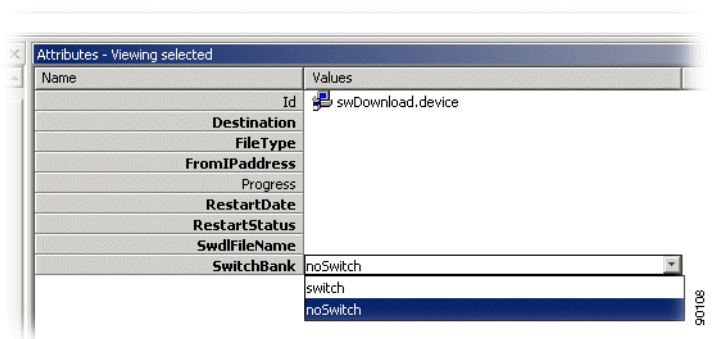 Attributes - Viewing selected
Name Values
Id swDownload.device
Destination
FileType
FromIPaddress
Progress
RestartDate
RestartStatus
SwdlFileName
SwitchBank noSwitch
switch
noSwitch
90108